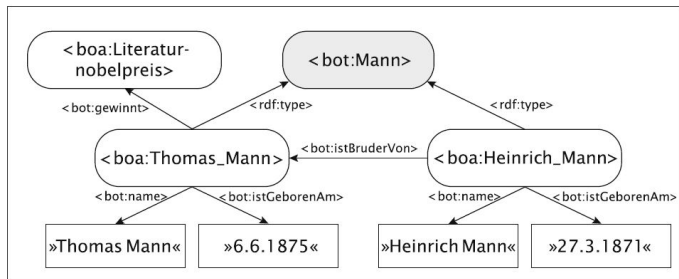 <boa:Literatur-
nobelpreis>
<bot:Mann>
<bot:gewinnt>
<rdf:type>
<rdf:type>
<boa:Thomas_Mann>
<bot:istBruderVon>
<boa:Heinrich_Mann>
<bot:name>
<bot:istGeborenAm>
<bot:name>
<bot:istGeborenAm>
»Thomas Mann«
»6.6.1875«
»Heinrich Mann«
»27.3.1871«